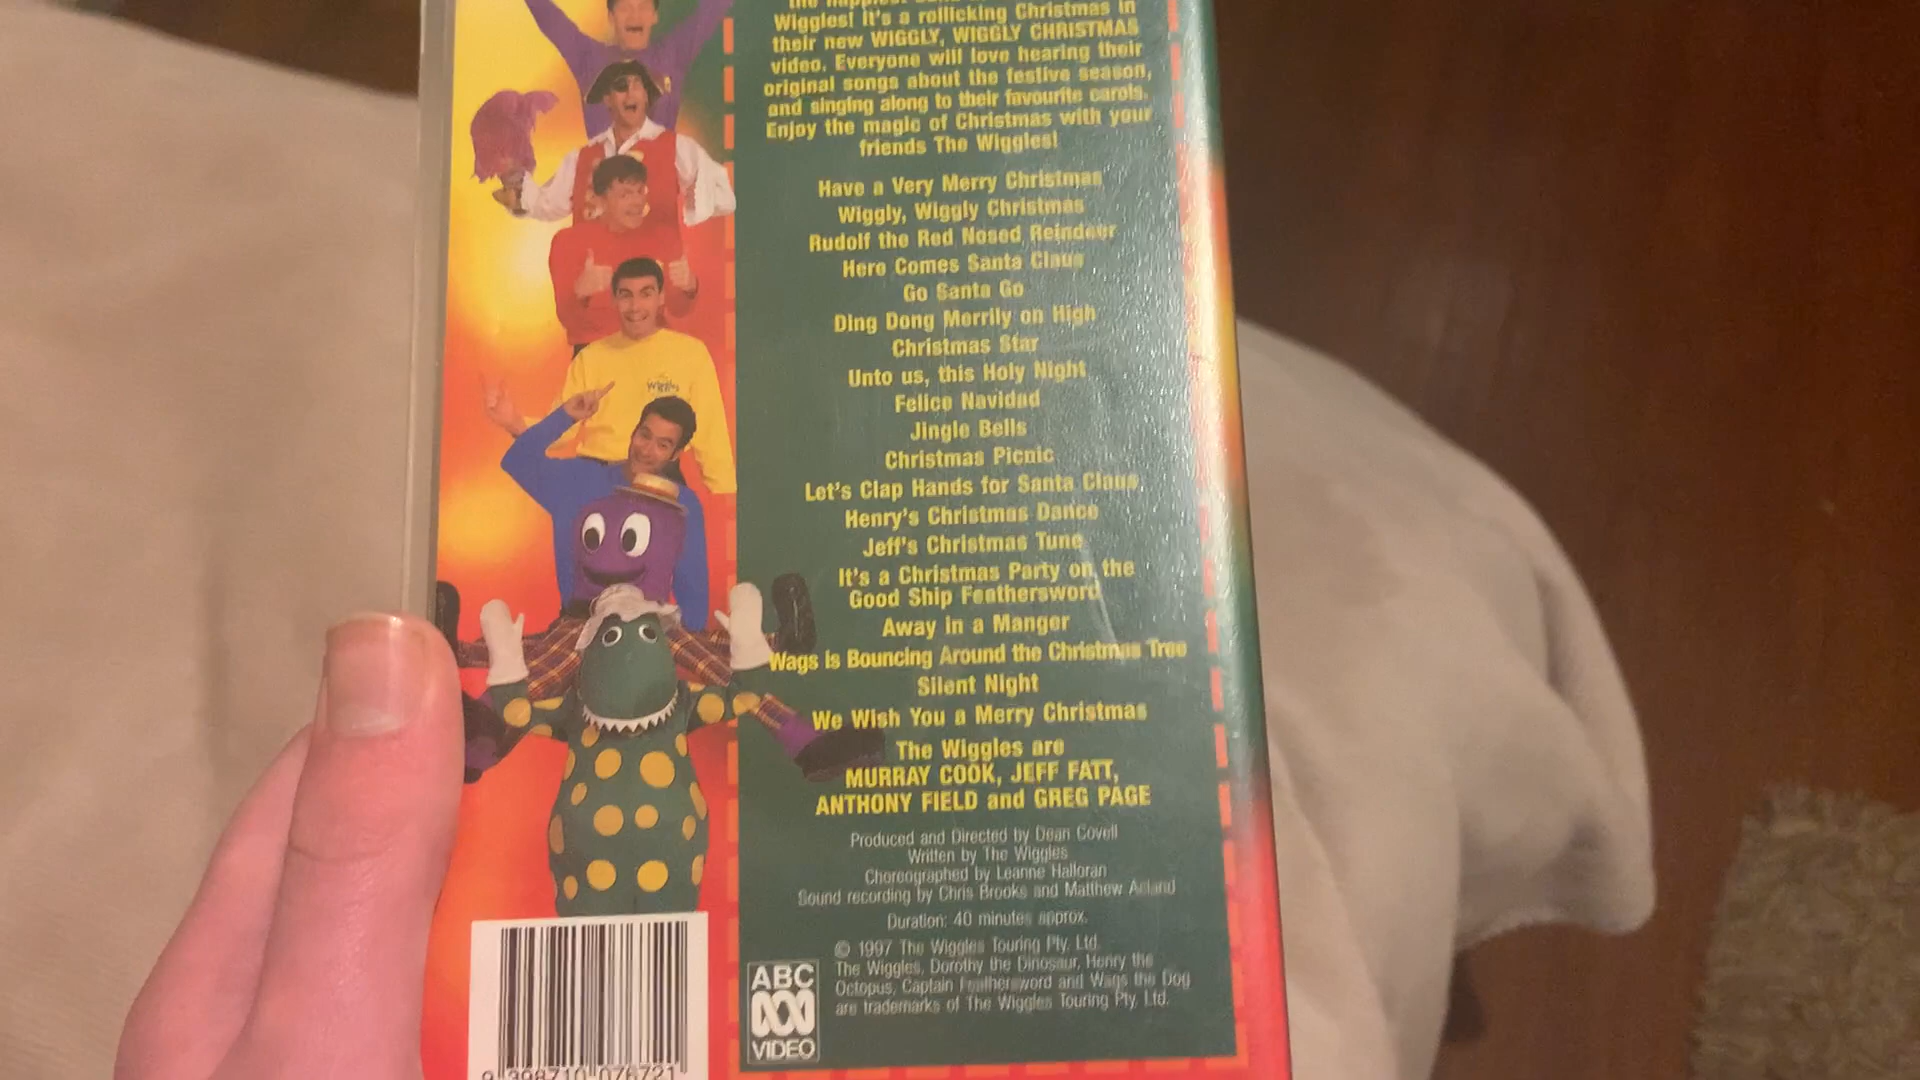 the happiest
Wiggles! It's a rollicking Christmas in
their new WIGGLY, WIGGLY CHRISTMAS
video. Everyone will love hearing their
original songs about the festive season,
and singing along to their favourite carols.
Enjoy the magic of Christmas with your
friends The Wiggles!
Have a Very Merry Christmas
Wiggly, Wiggly Christmas
Rudolf the Red Nosed Reindeer
Here Comes Santa Claus
Go Santa Go
Ding Dong Merrily on High
Christmas Star
Unto us, this Holy Night
Felice Navidad
Jingle Bells
Christmas Picnic
Let's Clap Hands for Santa Claus
Henry's Christmas Dance
Jeff's Christmas Tune
It's a Christmas Party on the
Good Ship Feathersword
Away in a Manger
Wags is Bouncing Around the Christmas Tree
Silent Night
We Wish You a Merry Christmas
The Wiggles are
MURRAY COOK, JEFF FATT,
ANTHONY FIELD and GREG PAGE
Produced and Directed by Dean Covell
Written by The Wiggles
Choreographed by Leanne Halloran
Sound recording by Chris Brooks and Matthew Acland
Duration: 40 minutes approx.
© 1997 The Wiggles Touring Pty. Ltd.
The Wiggles, Dorothy the Dinosaur, Henry the
Octopus, Captain Feathersword and Wags the Dog
are trademarks of The Wiggles Touring Pty. Ltd.
ABC
VIDEO
9 398710 076721
Wiggles